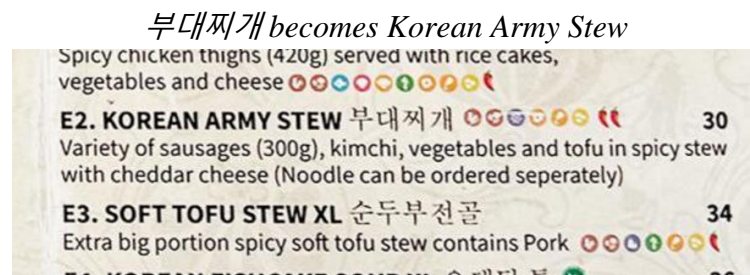 부대찌개 becomes Korean Army Stew
Spicy chicken thighs (420g) served with rice cakes,
vegetables and cheese
E2. KOREAN ARMY STEW 부대찌개 30
Variety of sausages (300g), kimchi, vegetables and tofu in spicy stew
with cheddar cheese (Noodle can be ordered seperately)
E3. SOFT TOFU STEW XL 순두부전골 34
Extra big portion spicy soft tofu stew contains Pork